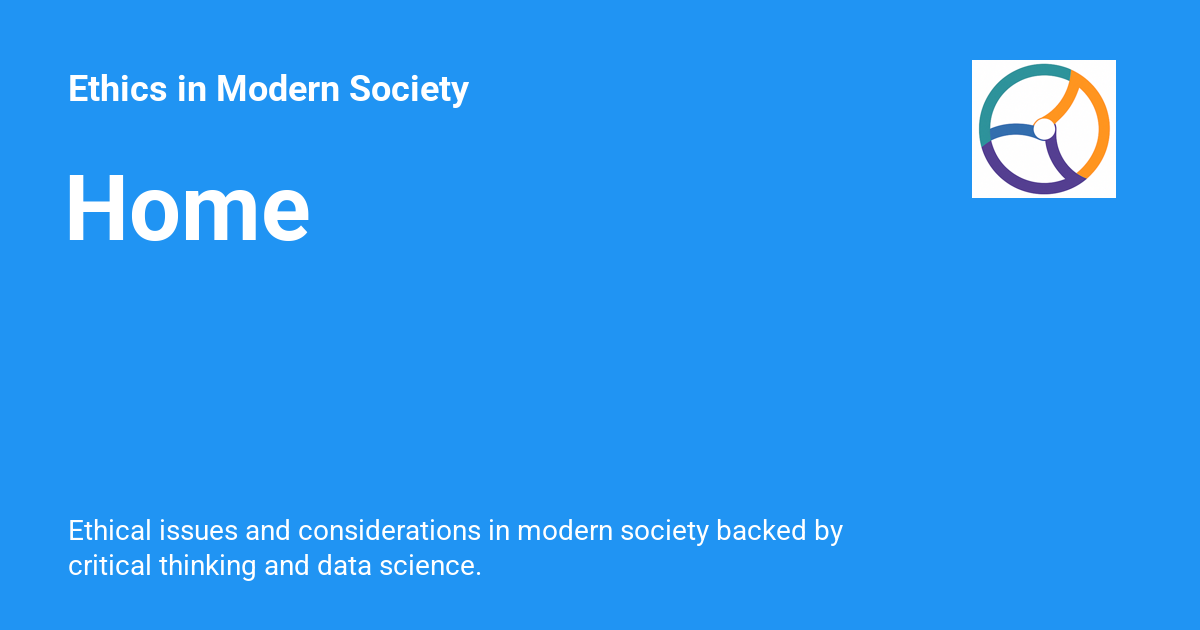 Ethics in Modern Society
Home
Ethical issues and considerations in modern society backed by
critical thinking and data science.